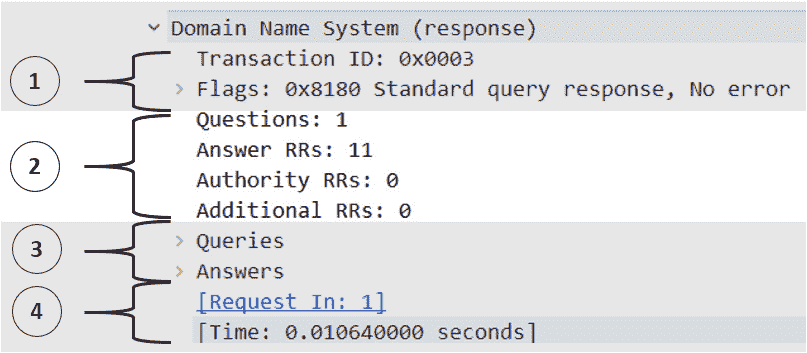 Domain Name System (response)
1
Transaction ID: 0x0003
Flags: 0x8180 Standard query response, No error
2
Questions: 1
Answer RRs: 11
Authority RRs: 0
Additional RRs: 0
3
Queries
Answers
4
[Request In: 1]
[Time: 0.010640000 seconds]